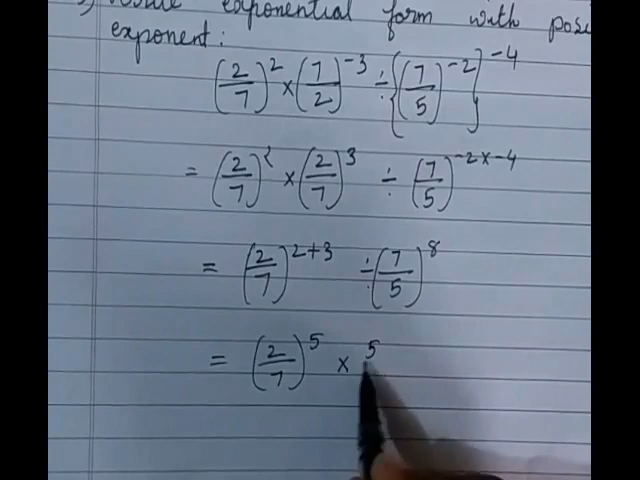 exponential form with
exponent:
(2/7)^2 × (7/2)^-3 ÷ {(7/5)^-2}^-4
= (2/7)^2 × (2/7)^3 ÷ (7/5)^-2×-4
= (2/7)^2+3 ÷ (7/5)^8
= (2/7)^5 × 5